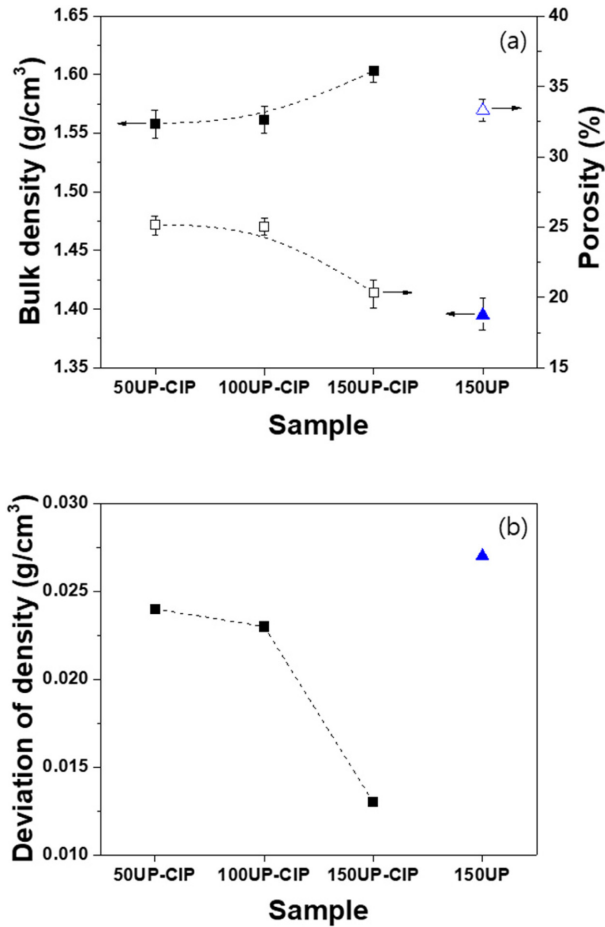 (a)
Bulk density (g/cm³)
1.65
1.60
1.55
1.50
1.45
1.40
1.35
40
35
30
25
20
15
Porosity (%)
50UP-CIP 100UP-CIP 150UP-CIP 150UP
Sample
(b)
Deviation of density (g/cm³)
0.030
0.025
0.020
0.015
0.010
50UP-CIP 100UP-CIP 150UP-CIP 150UP
Sample